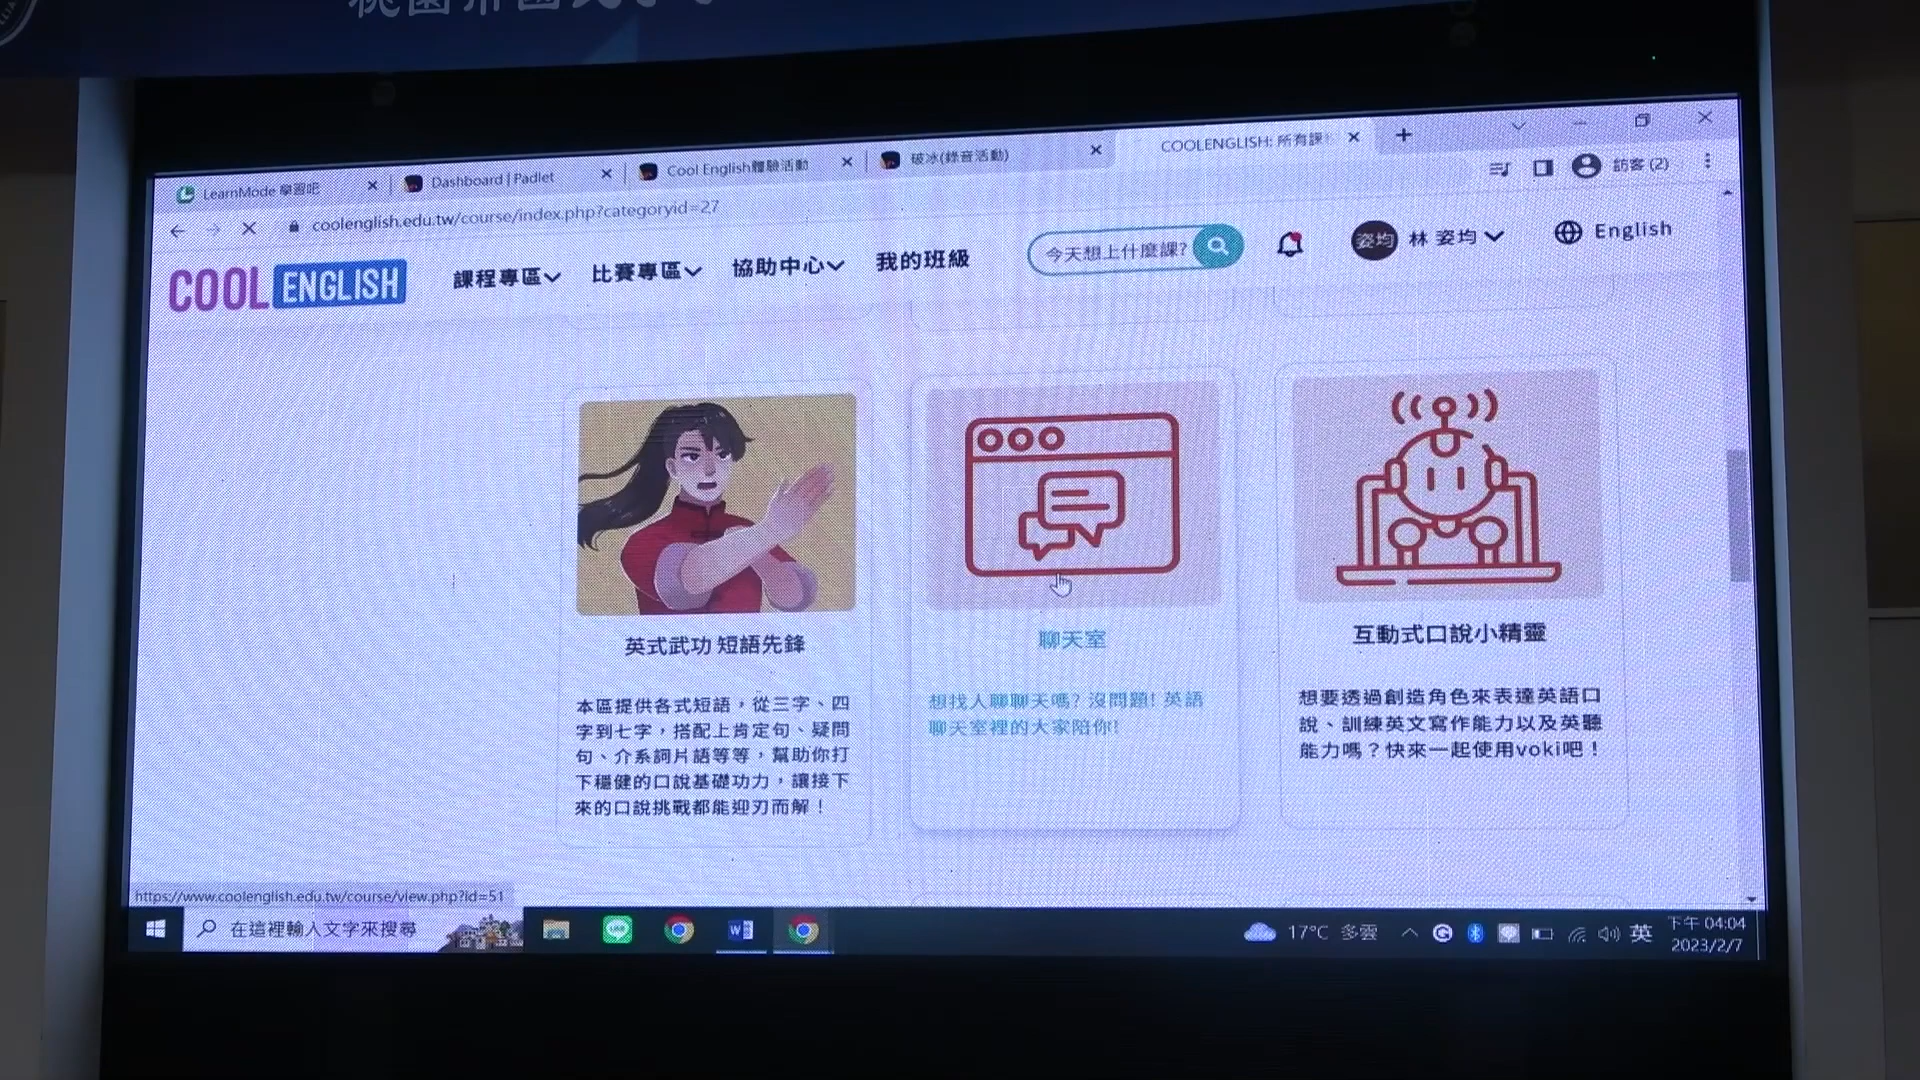 LearnMode 學習吧
Dashboard | Padlet
Cool English體驗活動
破冰(錄音活動)
COOLENGLISH: 所有課
coolenglish.edu.tw/course/index.php?categoryid=27
訪客 (2)
COOL ENGLISH
課程專區
比賽專區
協助中心
我的班級
今天想上什麼課?
姿均
林 姿均
English
英式武功 短語先鋒
本區提供各式短語，從三字、四
字到七字，搭配上肯定句、疑問
句、介系詞片語等等，幫助你打
下穩健的口說基礎功力，讓接下
來的口說挑戰都能迎刃而解！
聊天室
想找人聊聊天嗎? 沒問題! 英語
聊天室裡的大家陪你!
互動式口說小精靈
想要透過創造角色來表達英語口
說、訓練英文寫作能力以及英聽
能力嗎？快來一起使用voki吧！
https://www.coolenglish.edu.tw/course/view.php?id=51
在這裡輸入文字來搜尋
17°C 多雲
英
下午 04:04
2023/2/7